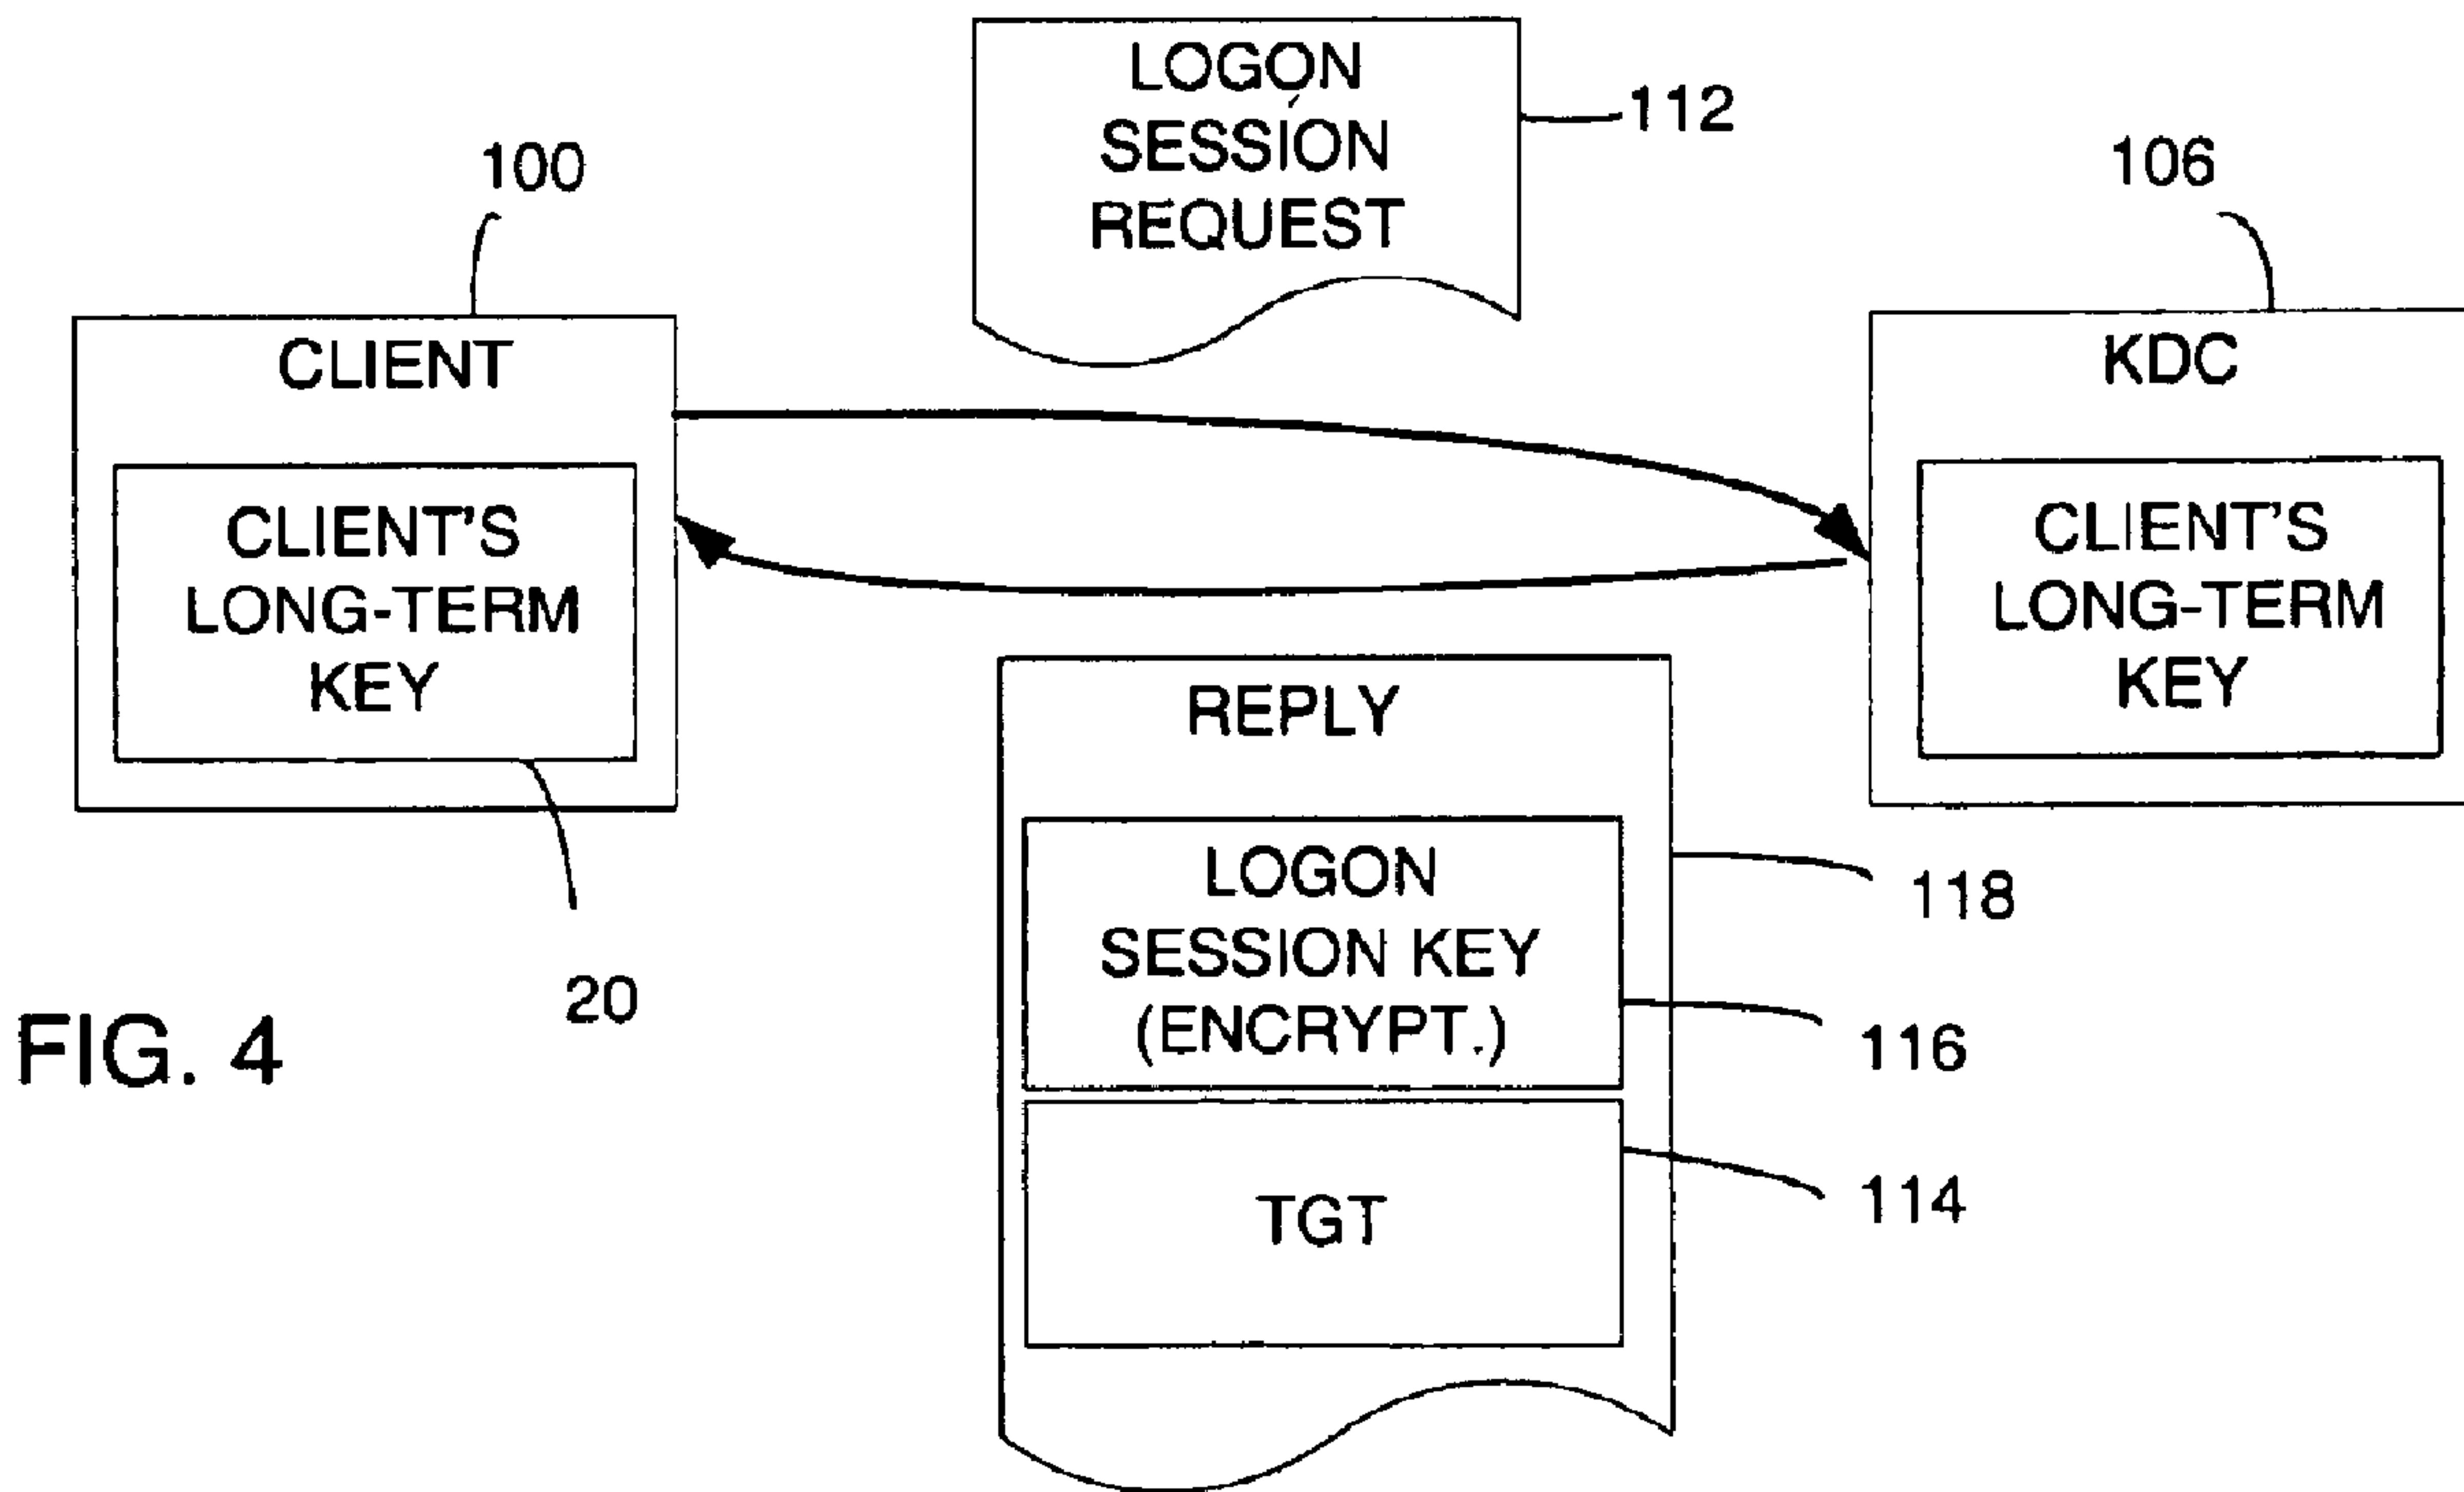 LOGON
SESSION
REQUEST
112
100
106
CLIENT
CLIENT'S
LONG-TERM
KEY
20
KDC
CLIENT'S
LONG-TERM
KEY
REPLY
LOGON
SESSION KEY
(ENCRYPT.)
118
116
TGT
114
FIG. 4